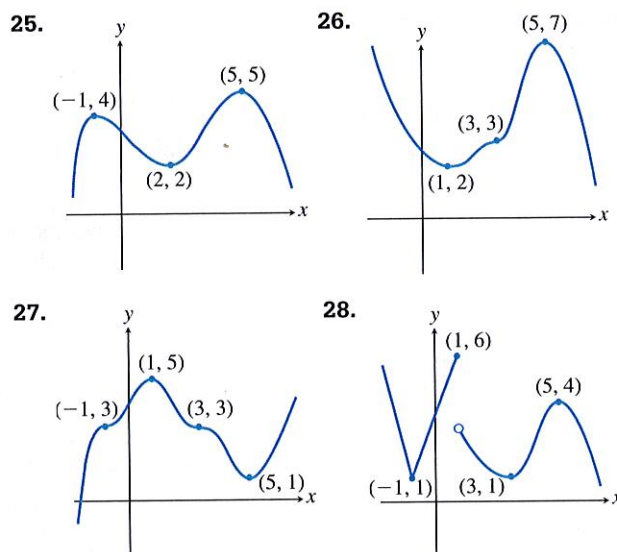 25.
y
(−1, 4)
(5, 5)
(2, 2)
x
26.
y
(5, 7)
(3, 3)
(1, 2)
x
27.
y
(1, 5)
(−1, 3)
(3, 3)
(5, 1)
x
28.
y
(1, 6)
(5, 4)
(−1, 1)
(3, 1)
x